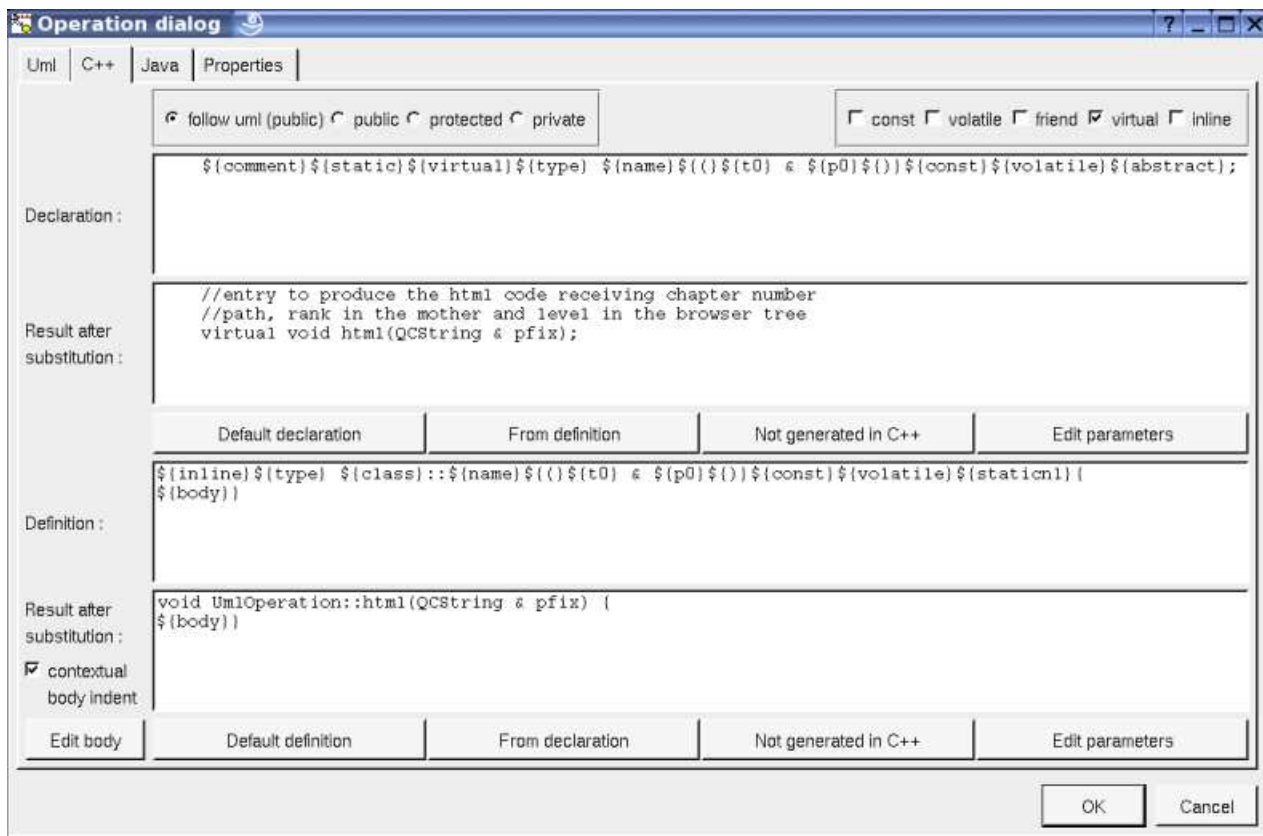 Operation dialog
Uml C++ Java Properties
follow uml (public) public protected private const volatile friend virtual inline
Declaration :
${comment}${static}${virtual}${type} ${name}${(}${t0} & ${p0}${)}${const}${volatile}${abstract};
Result after
substitution :
//entry to produce the html code receiving chapter number
//path, rank in the mother and level in the browser tree
virtual void html(QCString & pfix);
Default declaration From definition Not generated in C++ Edit parameters
Definition :
${inline}${type} ${class}::${name}${(}${t0} & ${p0}${)}${const}${volatile}${staticnl}{
${body}}
Result after
substitution :
void UmlOperation::html(QCString & pfix) {
${body}}
contextual
body indent
Edit body Default definition From declaration Not generated in C++ Edit parameters
OK Cancel